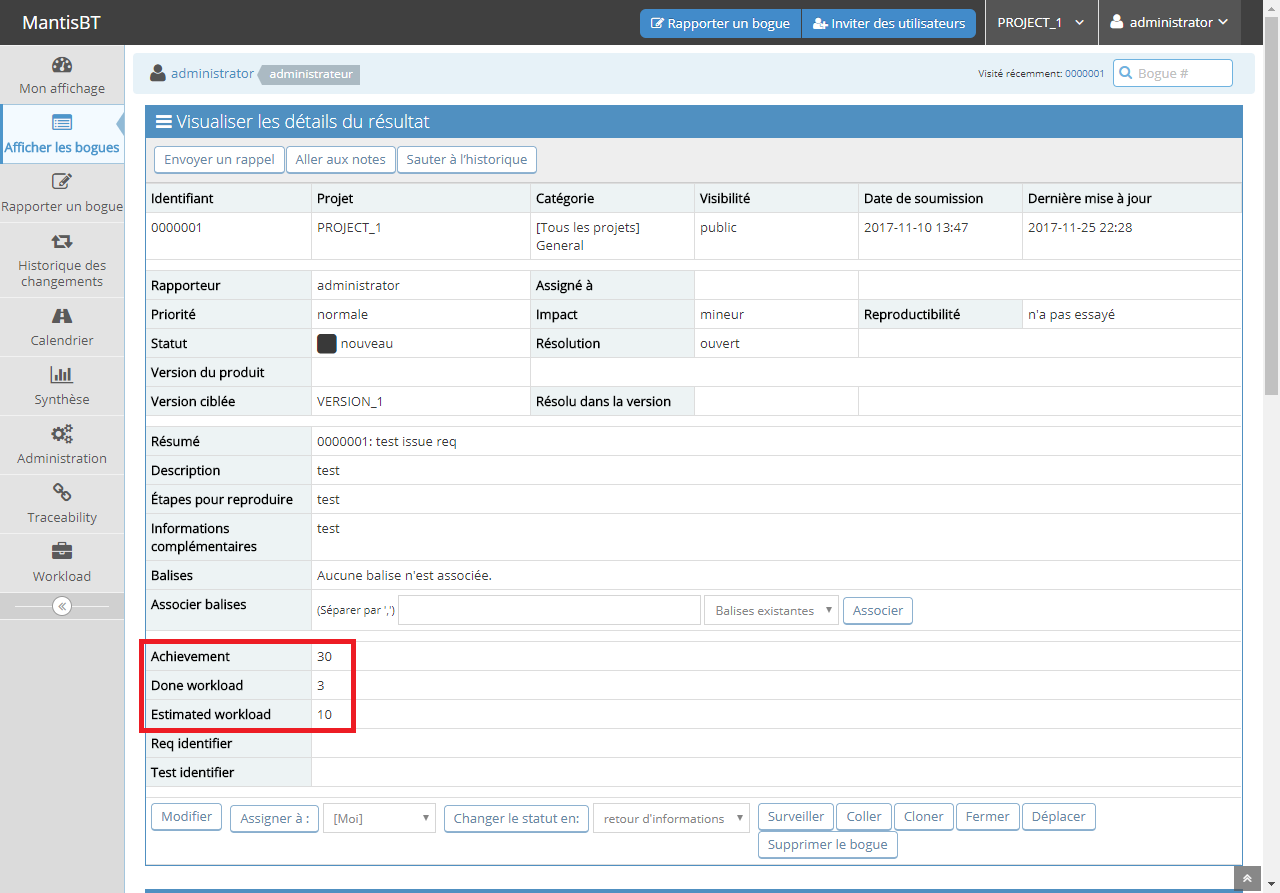 MantisBT
Rapporter un bogue
Inviter des utilisateurs
PROJECT_1
administrator
Mon affichage
Afficher les bogues
Rapporter un bogue
Historique des
changements
Calendrier
Synthèse
Administration
Traceability
Workload
administrator administrateur
Visité récemment: 0000001
Bogue #
Visualiser les détails du résultat
Envoyer un rappel Aller aux notes Sauter à l'historique
Identifiant Projet Catégorie Visibilité Date de soumission Dernière mise à jour
0000001 PROJECT_1 [Tous les projets] public 2017-11-10 13:47 2017-11-25 22:28
General
Rapporteur administrator Assigné à
Priorité normale Impact mineur Reproductibilité n'a pas essayé
Statut nouveau Résolution ouvert
Version du produit
Version ciblée VERSION_1 Résolu dans la version
Résumé 0000001: test issue req
Description test
Étapes pour reproduire test
Informations test
complémentaires
Balises Aucune balise n'est associée.
Associer balises (Séparer par ',') Balises existantes Associer
Achievement 30
Done workload 3
Estimated workload 10
Req identifier
Test identifier
Modifier Assigner à : [Moi] Changer le statut en: retour d'informations Surveiller Coller Cloner Fermer Déplacer
Supprimer le bogue